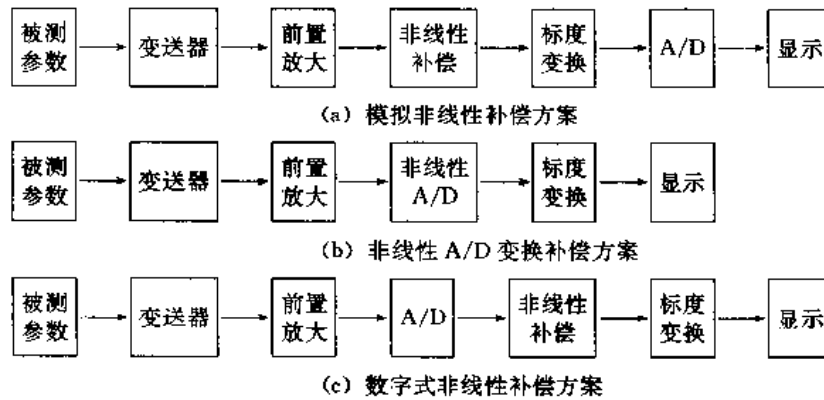 被测 前置 非线性 标度
参数 变送器 放大 补偿 变换 A/D 显示
(a) 模拟非线性补偿方案
被测 前置 非线性 标度
参数 变送器 放大 A/D 变换 显示
(b) 非线性 A/D 变换补偿方案
被测 前置 非线性 标度
参数 变送器 放大 A/D 补偿 变换 显示
(c) 数字式非线性补偿方案